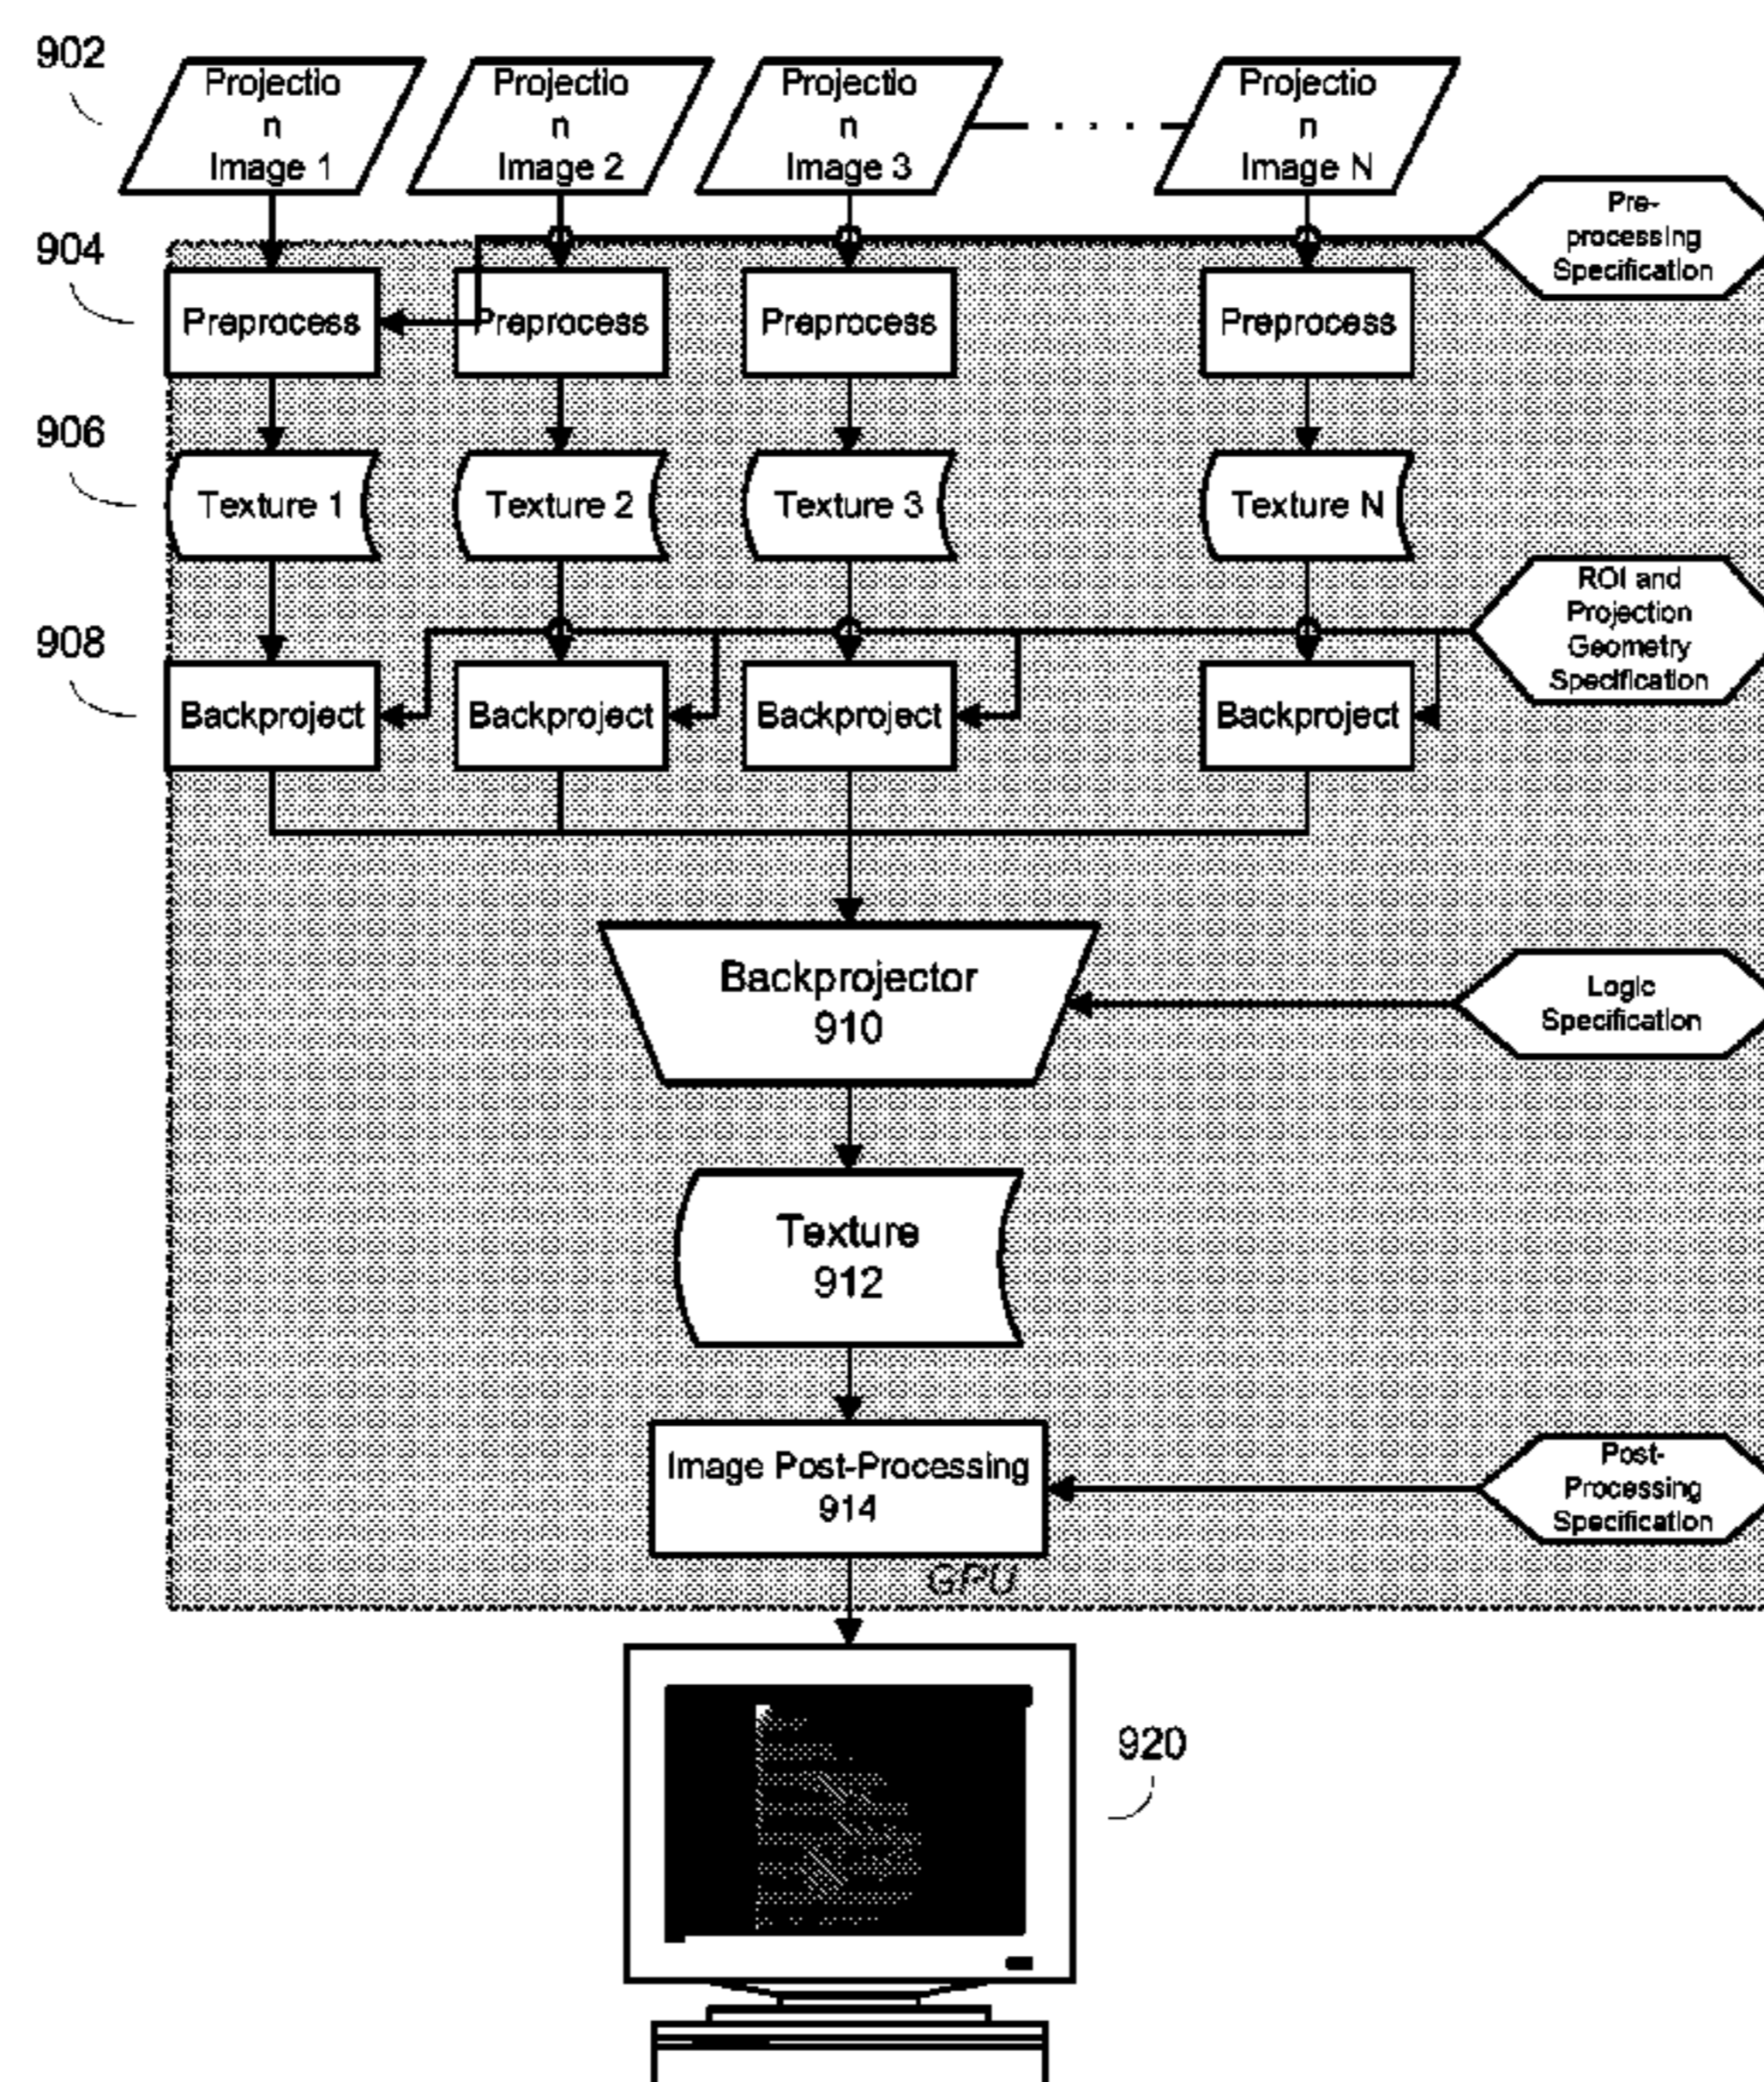 902
Projectio
n
Image 1
Projectio
n
Image 2
Projectio
n
Image 3
Projectio
n
Image N
Pre-
processing
Specification
904
Preprocess
Preprocess
Preprocess
Preprocess
906
Texture 1
Texture 2
Texture 3
Texture N
ROI and
Projection
Geometry
Specification
908
Backproject
Backproject
Backproject
Backproject
Backprojector
910
Logic
Specification
Texture
912
Image Post-Processing
914
Post-
Processing
Specification
GPU
920